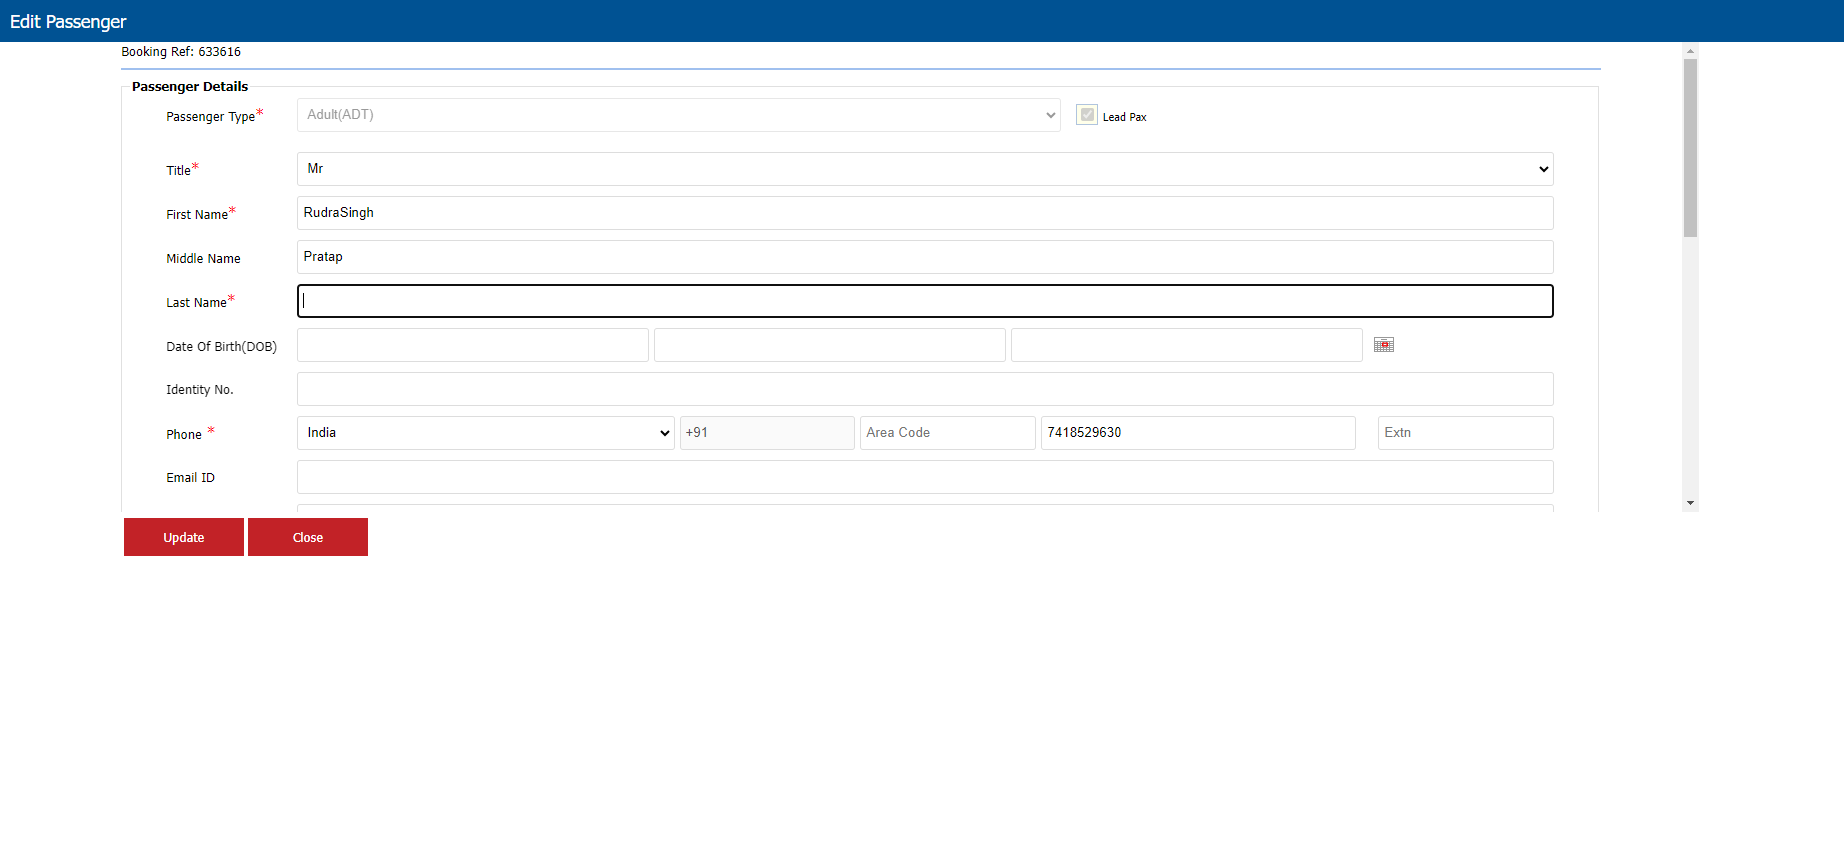 Edit Passenger
Booking Ref: 633616
Passenger Details
Passenger Type* Adult(ADT) Lead Pax
Title* Mr
First Name* RudraSingh
Middle Name Pratap
Last Name*
Date Of Birth(DOB)
Identity No.
Phone * India +91 Area Code 7418529630 Extn
Email ID
Update Close